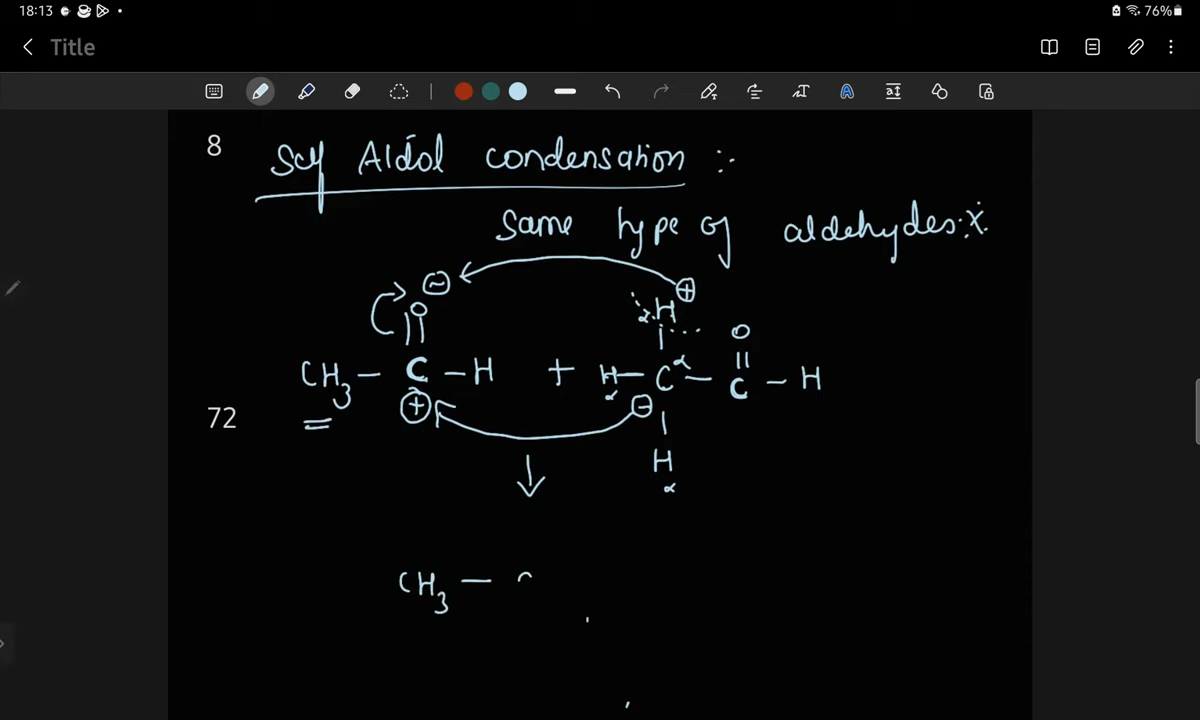 18:13 76%
Title
8 Self Aldol condensation :-
Same type of aldehydes:
⊖ ⊕
O H α O
CH3 – C – H + H – C α – C – H
72 ⊕ α ⊖
H
α
↓
CH3 –